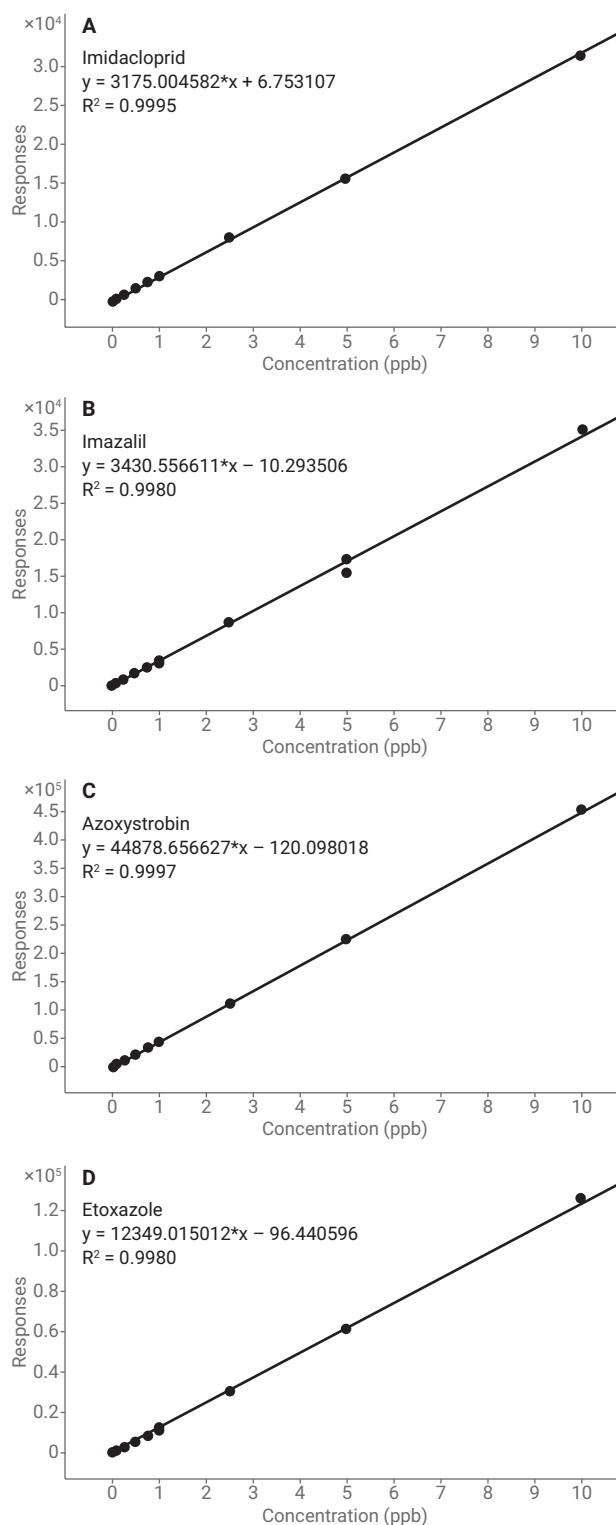 ×10⁴
A
Imidacloprid
y = 3175.004582*x + 6.753107
R² = 0.9995
3.0
2.5
2.0
1.5
1.0
0.5
0
Responses
0 1 2 3 4 5 6 7 8 9 10
Concentration (ppb)
×10⁴
B
Imazalil
y = 3430.556611*x – 10.293506
R² = 0.9980
3.5
3.0
2.5
2.0
1.5
1.0
0.5
0
Responses
0 1 2 3 4 5 6 7 8 9 10
Concentration (ppb)
×10⁵
C
Azoxystrobin
y = 44878.656627*x – 120.098018
R² = 0.9997
4.5
4.0
3.5
3.0
2.5
2.0
1.5
1.0
0.5
0
Responses
0 1 2 3 4 5 6 7 8 9 10
Concentration (ppb)
×10⁵
D
Etoxazole
y = 12349.015012*x – 96.440596
R² = 0.9980
1.2
1.0
0.8
0.6
0.4
0.2
0
Responses
0 1 2 3 4 5 6 7 8 9 10
Concentration (ppb)